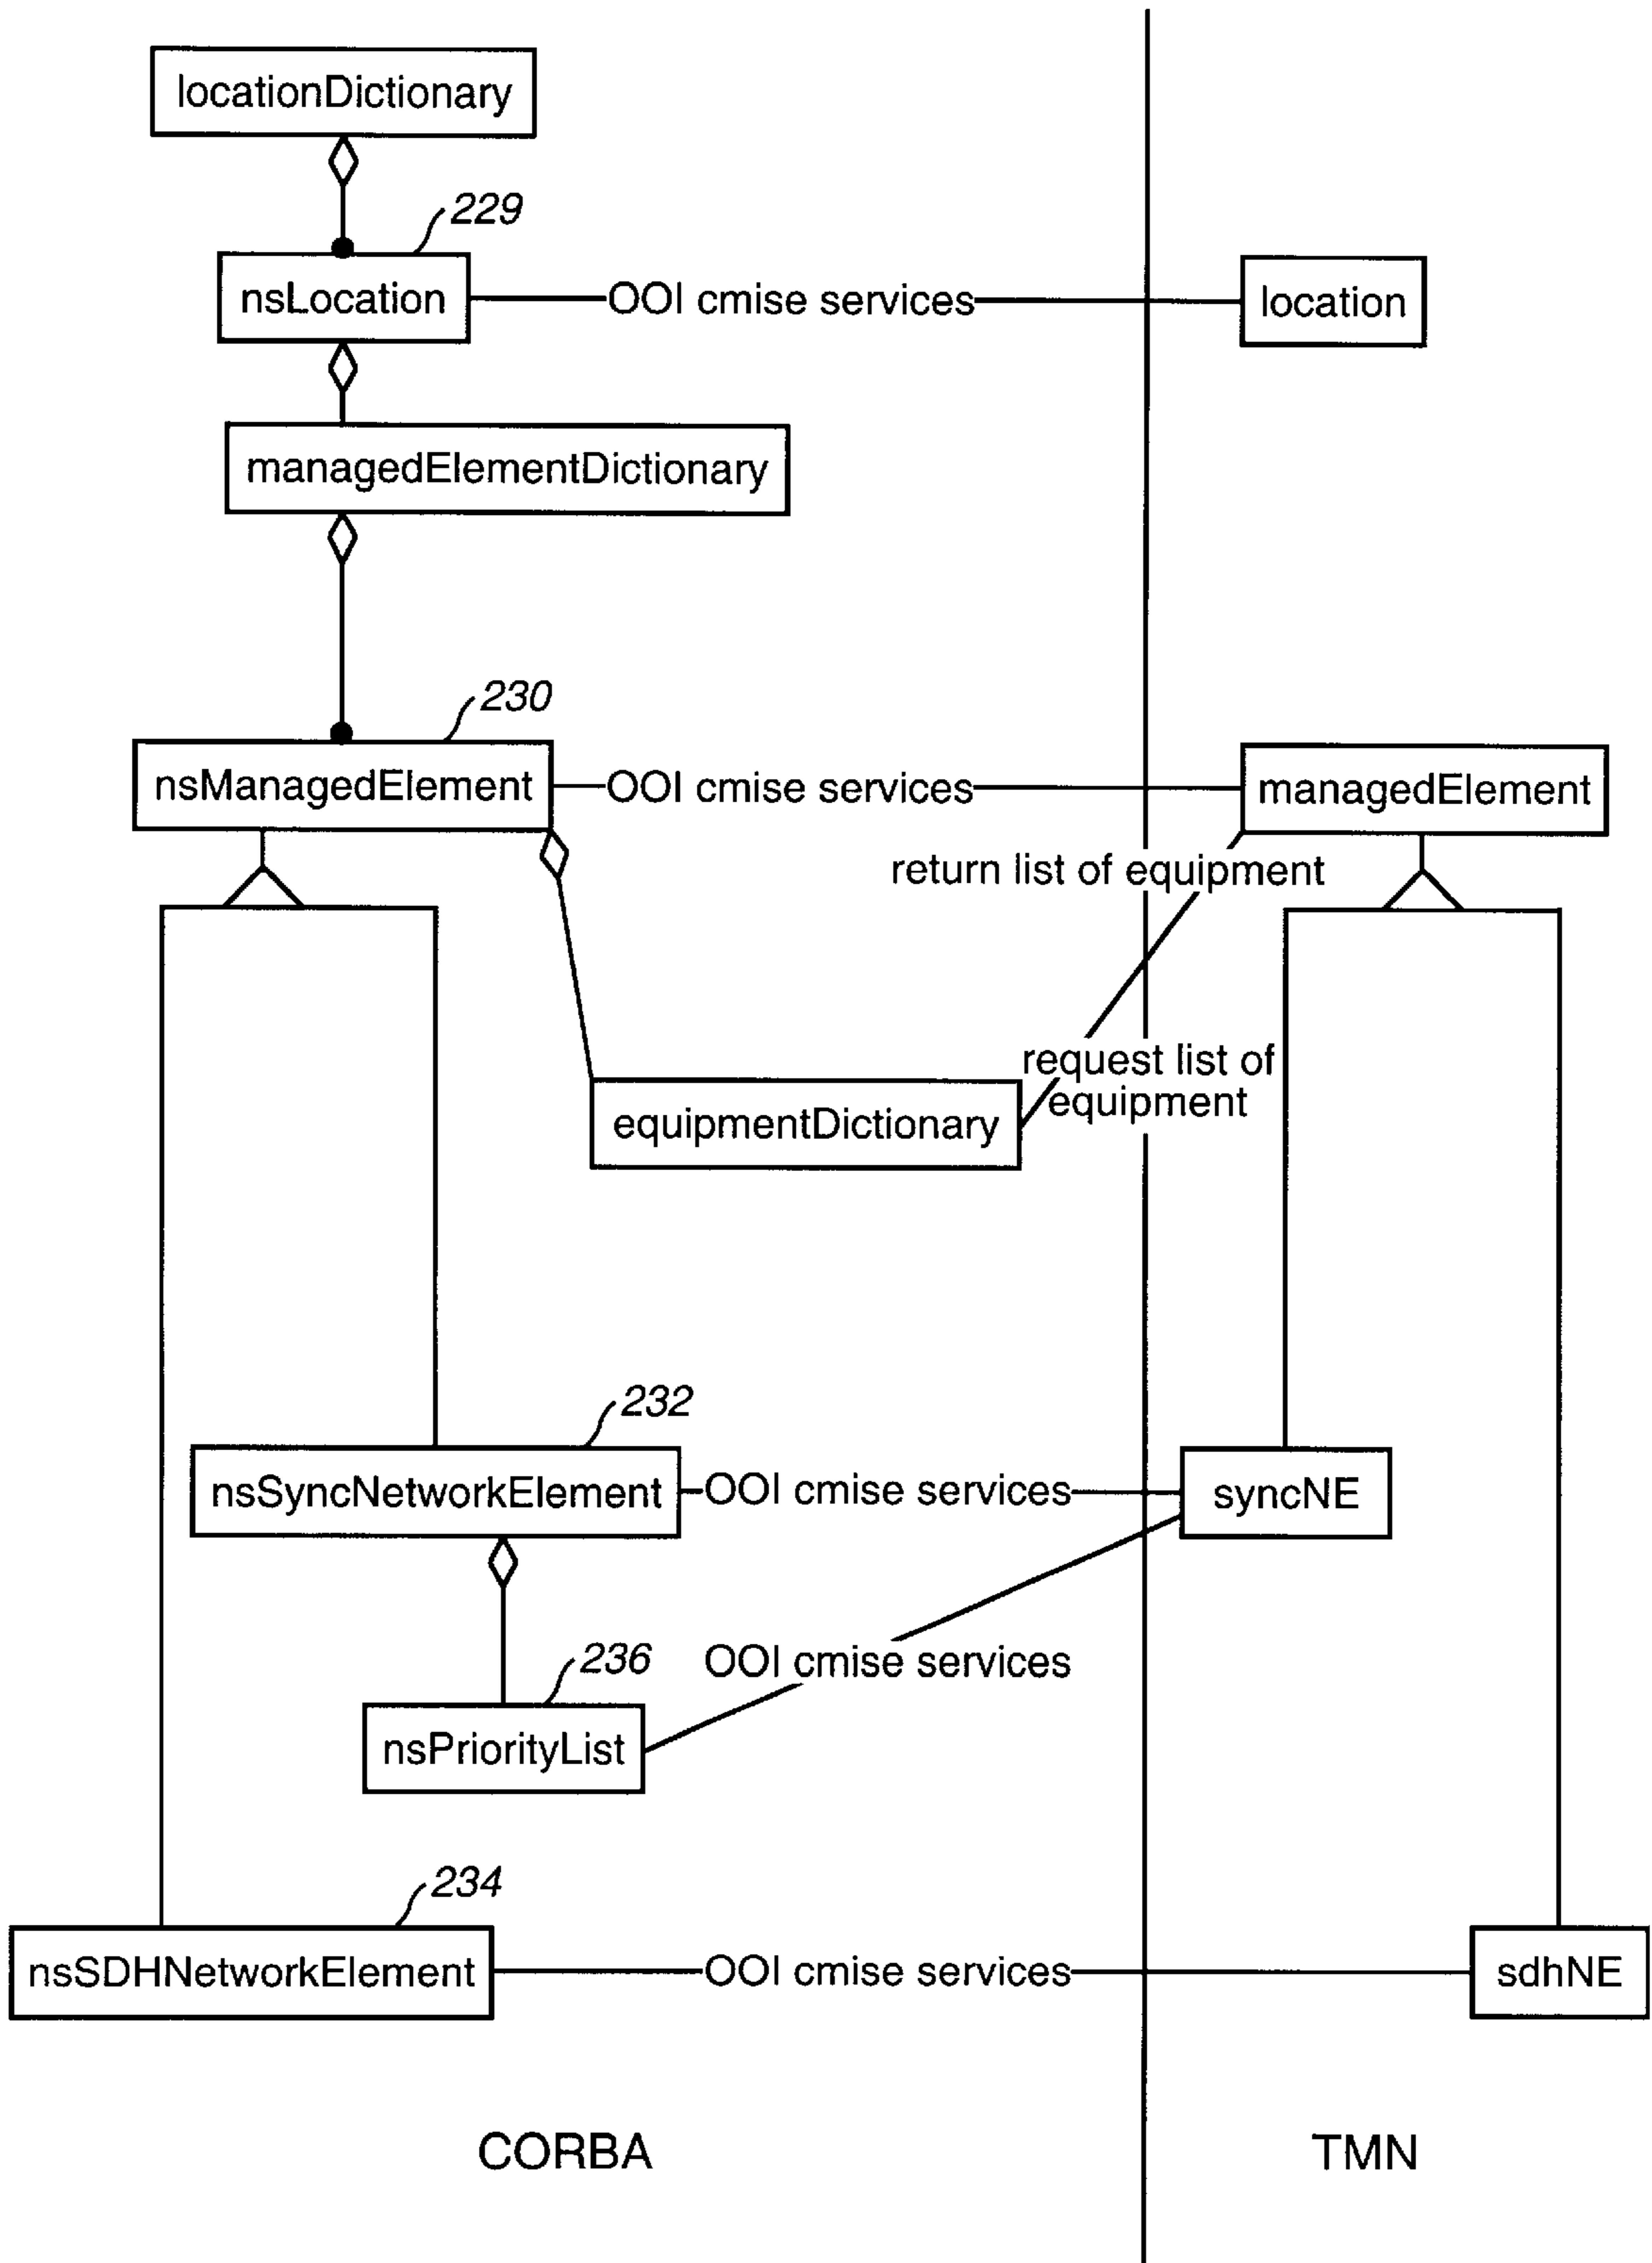 locationDictionary
229
nsLocation
OOI cmise services
location
managedElementDictionary
230
nsManagedElement
OOI cmise services
managedElement
return list of equipment
request list of
equipment
equipmentDictionary
232
nsSyncNetworkElement
OOI cmise services
syncNE
236
OOI cmise services
nsPriorityList
234
nsSDHNetworkElement
OOI cmise services
sdhNE
CORBA
TMN